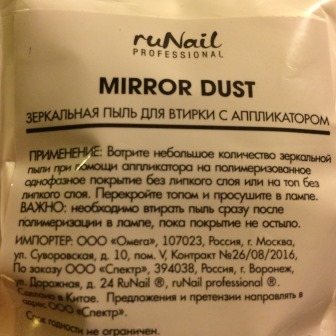 ruNail
PROFESSIONAL
MIRROR DUST
ЗЕРКАЛЬНАЯ ПЫЛЬ ДЛЯ ВТИРКИ С АППЛИКАТОРОМ
ПРИМЕНЕНИЕ: Вотрите небольшое количество зеркальной
пыли при помощи аппликатора на полимеризованное
однофазное покрытие без липкого слоя или на топ без
липкого слоя. Перекройте топом и просушите в лампе.
ВАЖНО: необходимо втирать пыль сразу после
полимеризации в лампе, пока покрытие не остыло.
ИМПОРТЕР: ООО «Омега», 107023, Россия, г. Москва,
ул. Суворовская, д. 10, пом. V, Контракт №26/08/2016,
По заказу ООО «Спектр», 394038, Россия, г. Воронеж,
ул. Дорожная, д. 24 RuNail ®, ruNail professional ®.
Сделано в Китае. Предложения и претензии направлять в
адрес: ООО «Спектр».
Срок годности не ограничен.